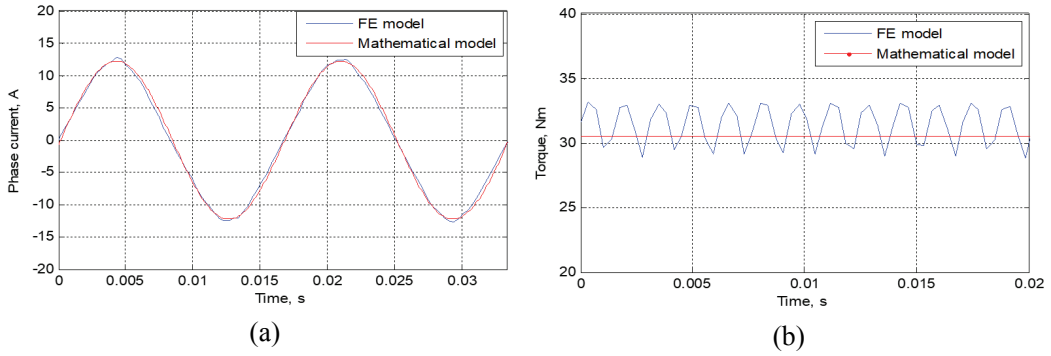 20
15
10
5
0
-5
-10
-15
-20
Phase current, A
FE model
Mathematical model
0
0.005
0.01
0.015
0.02
0.025
0.03
Time, s
(a)
40
35
30
25
20
Torque, Nm
FE model
Mathematical model
0
0.005
0.01
0.015
0.02
Time, s
(b)